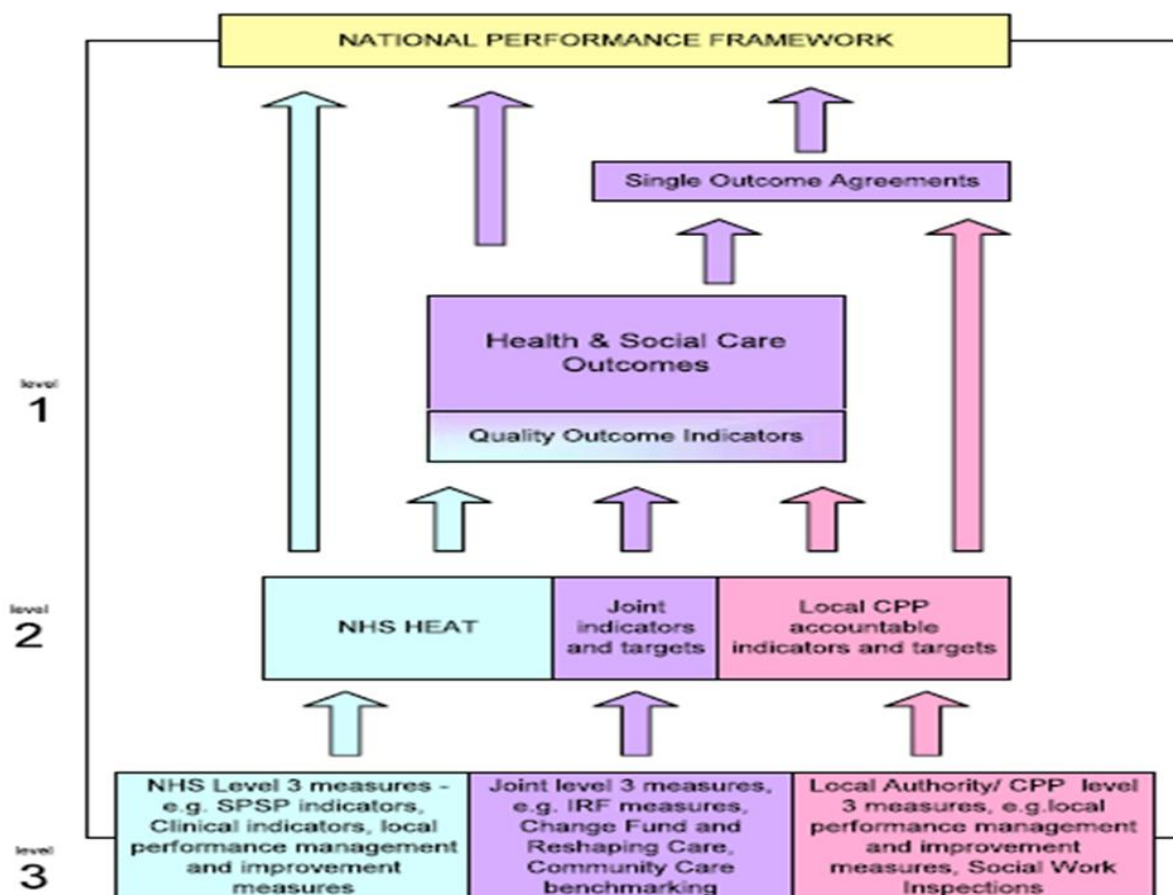 NATIONAL PERFORMANCE FRAMEWORK
Single Outcome Agreements
Health & Social Care
Outcomes
level
1
Quality Outcome Indicators
level
2
NHS HEAT
Joint
indicators
and targets
Local CPP
accountable
indicators and targets
level
3
NHS Level 3 measures -
e.g. SPSP indicators,
Clinical indicators, local
performance management
and improvement
measures
Joint level 3 measures,
e.g. IRF measures,
Change Fund and
Reshaping Care,
Community Care
benchmarking
Local Authority/ CPP level
3 measures, e.g.local
performance management
and improvement
measures, Social Work
Inspections